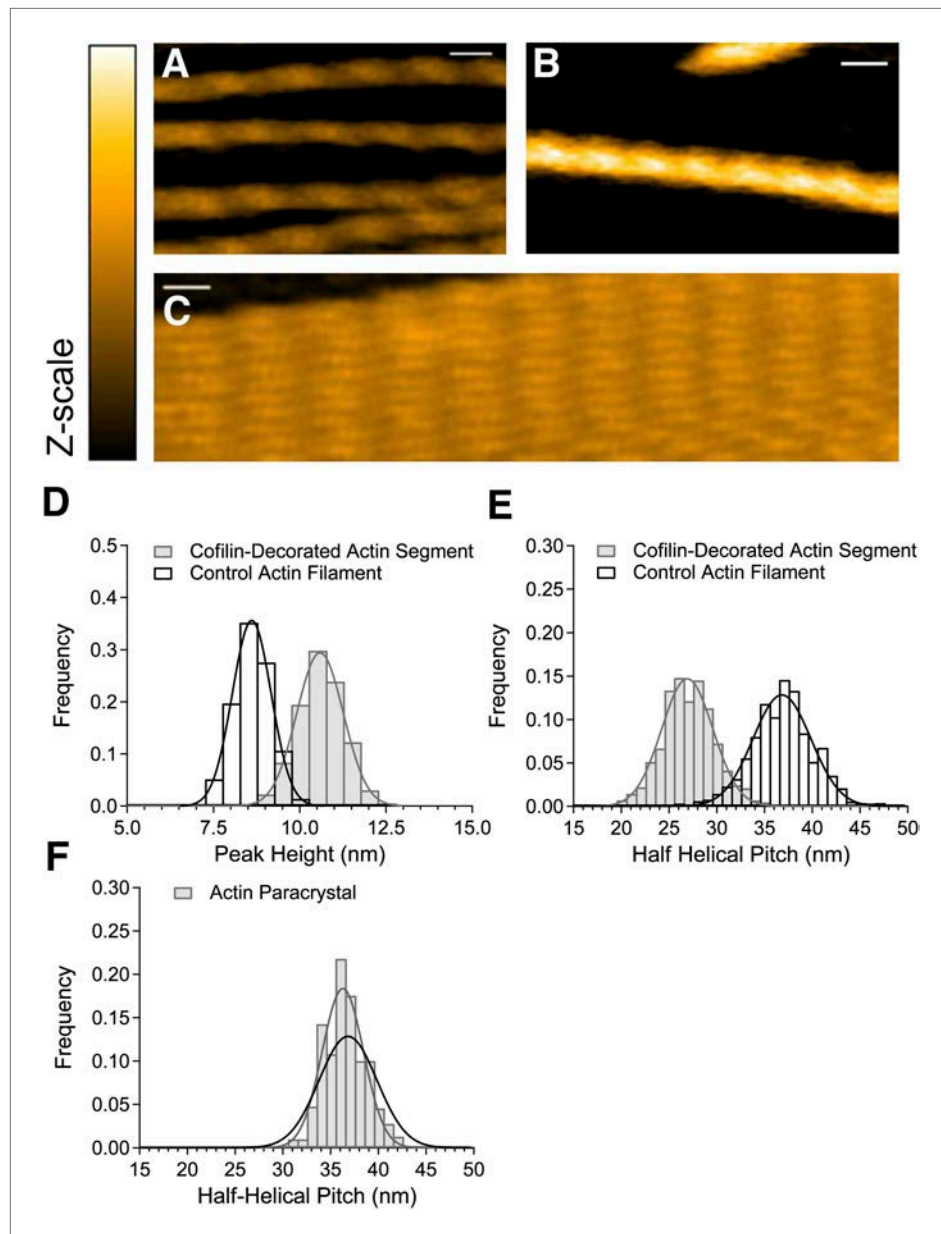 A
B
C
Z-scale
D
Cofilin-Decorated Actin Segment
Control Actin Filament
0.5
0.4
0.3
0.2
0.1
0.0
Frequency
5.0 7.5 10.0 12.5 15.0
Peak Height (nm)
E
Cofilin-Decorated Actin Segment
Control Actin Filament
0.30
0.25
0.20
0.15
0.10
0.05
0.00
Frequency
15 20 25 30 35 40 45 50
Half Helical Pitch (nm)
F
Actin Paracrystal
0.30
0.25
0.20
0.15
0.10
0.05
0.00
Frequency
15 20 25 30 35 40 45 50
Half-Helical Pitch (nm)